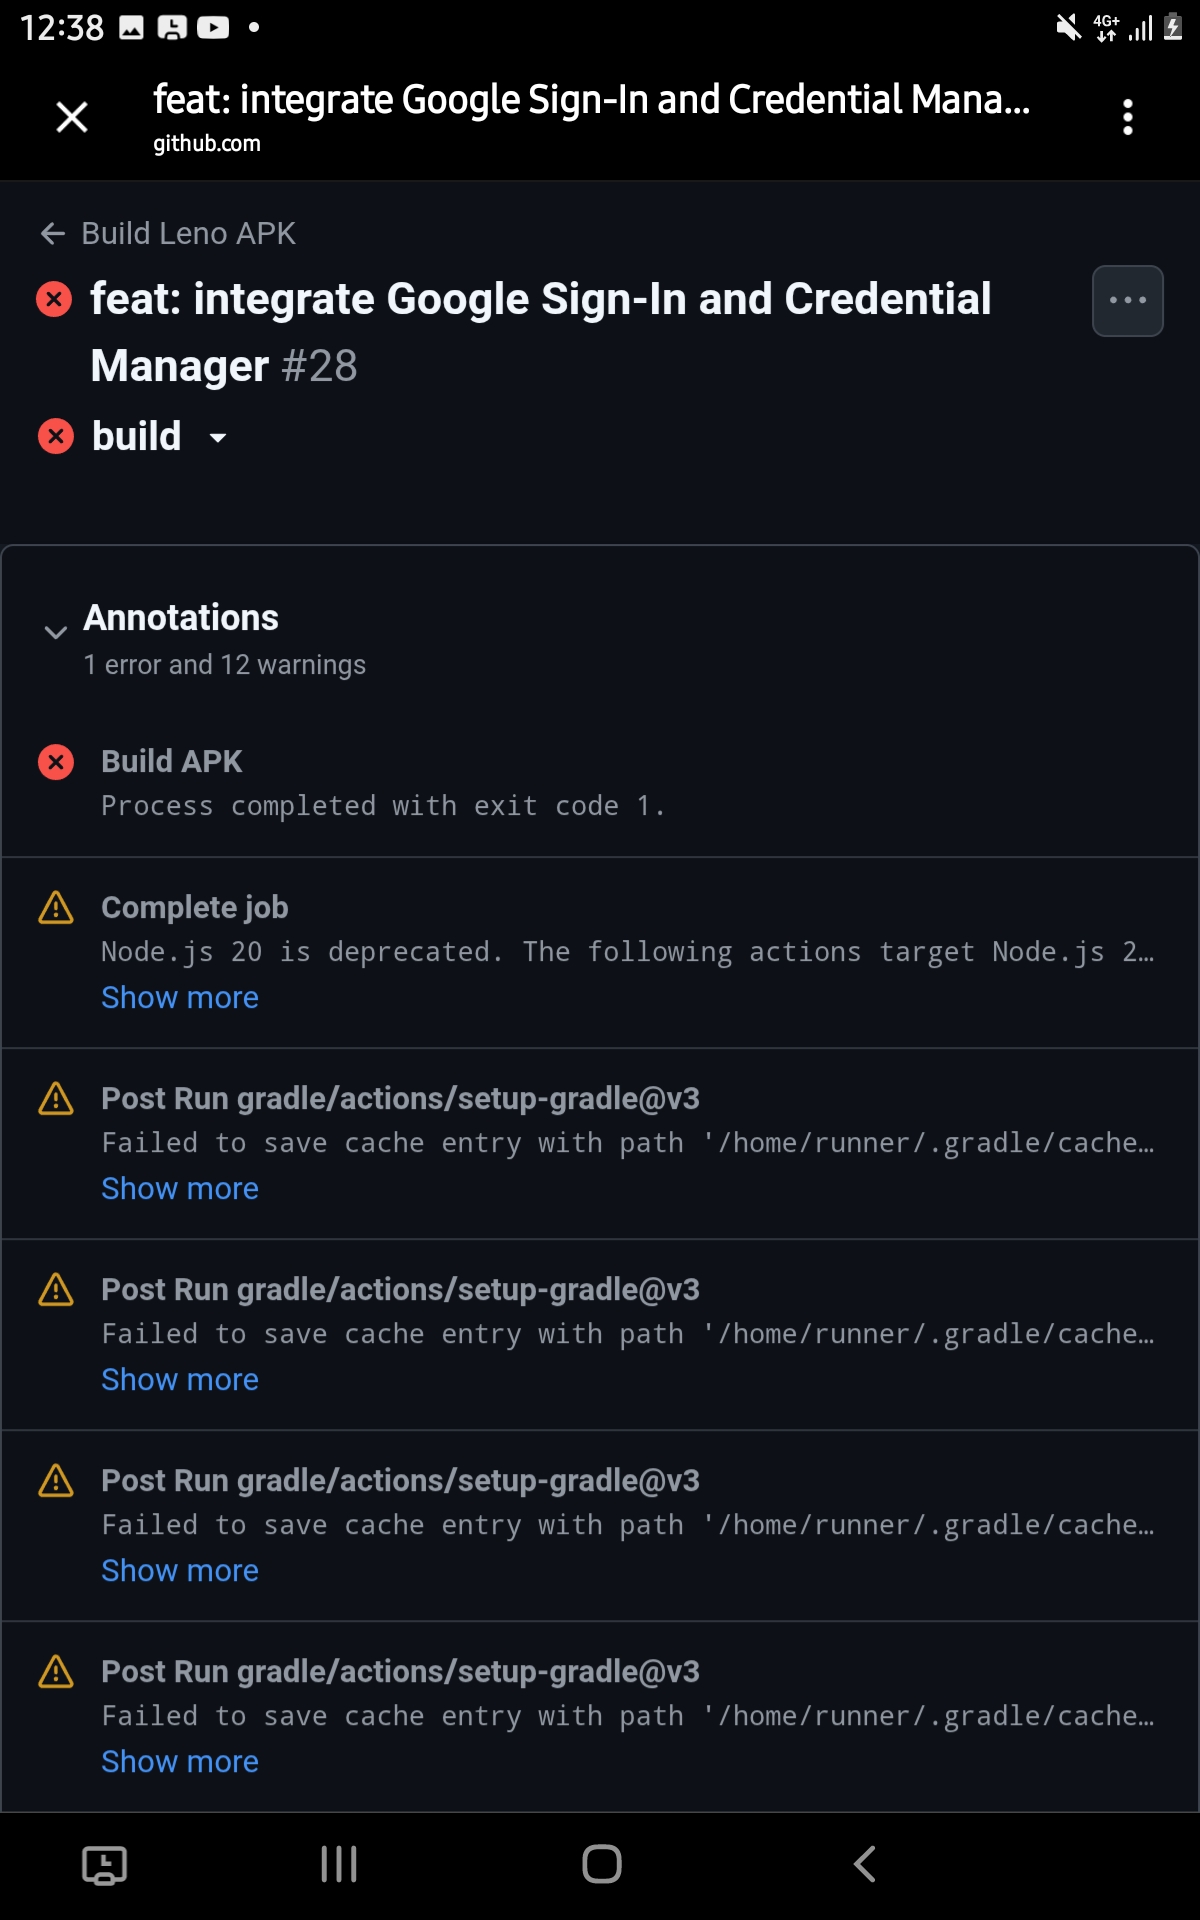 12:38
4G+
feat: integrate Google Sign-In and Credential Mana...
github.com
← Build Leno APK
feat: integrate Google Sign-In and Credential
Manager #28
build
Annotations
1 error and 12 warnings
Build APK
Process completed with exit code 1.
Complete job
Node.js 20 is deprecated. The following actions target Node.js 2…
Show more
Post Run gradle/actions/setup-gradle@v3
Failed to save cache entry with path '/home/runner/.gradle/cache…
Show more
Post Run gradle/actions/setup-gradle@v3
Failed to save cache entry with path '/home/runner/.gradle/cache…
Show more
Post Run gradle/actions/setup-gradle@v3
Failed to save cache entry with path '/home/runner/.gradle/cache…
Show more
Post Run gradle/actions/setup-gradle@v3
Failed to save cache entry with path '/home/runner/.gradle/cache…
Show more